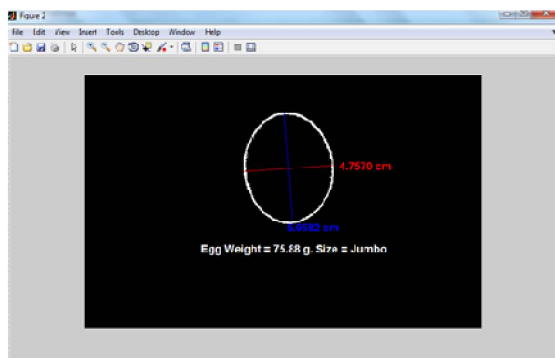 Figure 2
File Edit View Insert Tools Desktop Window Help
4.7570 cm
cm
Egg Weight = 75.88 g. Size = Jumbo